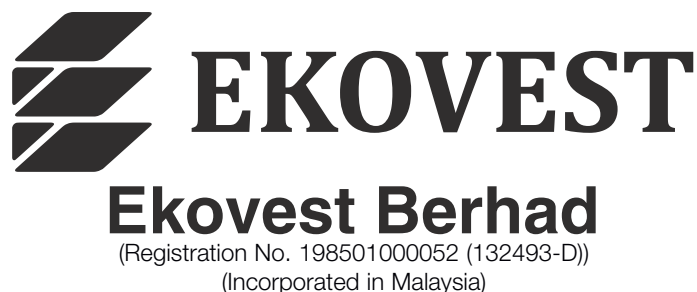 EKOVEST
Ekovest Berhad
(Registration No. 198501000052 (132493-D))
(Incorporated in Malaysia)